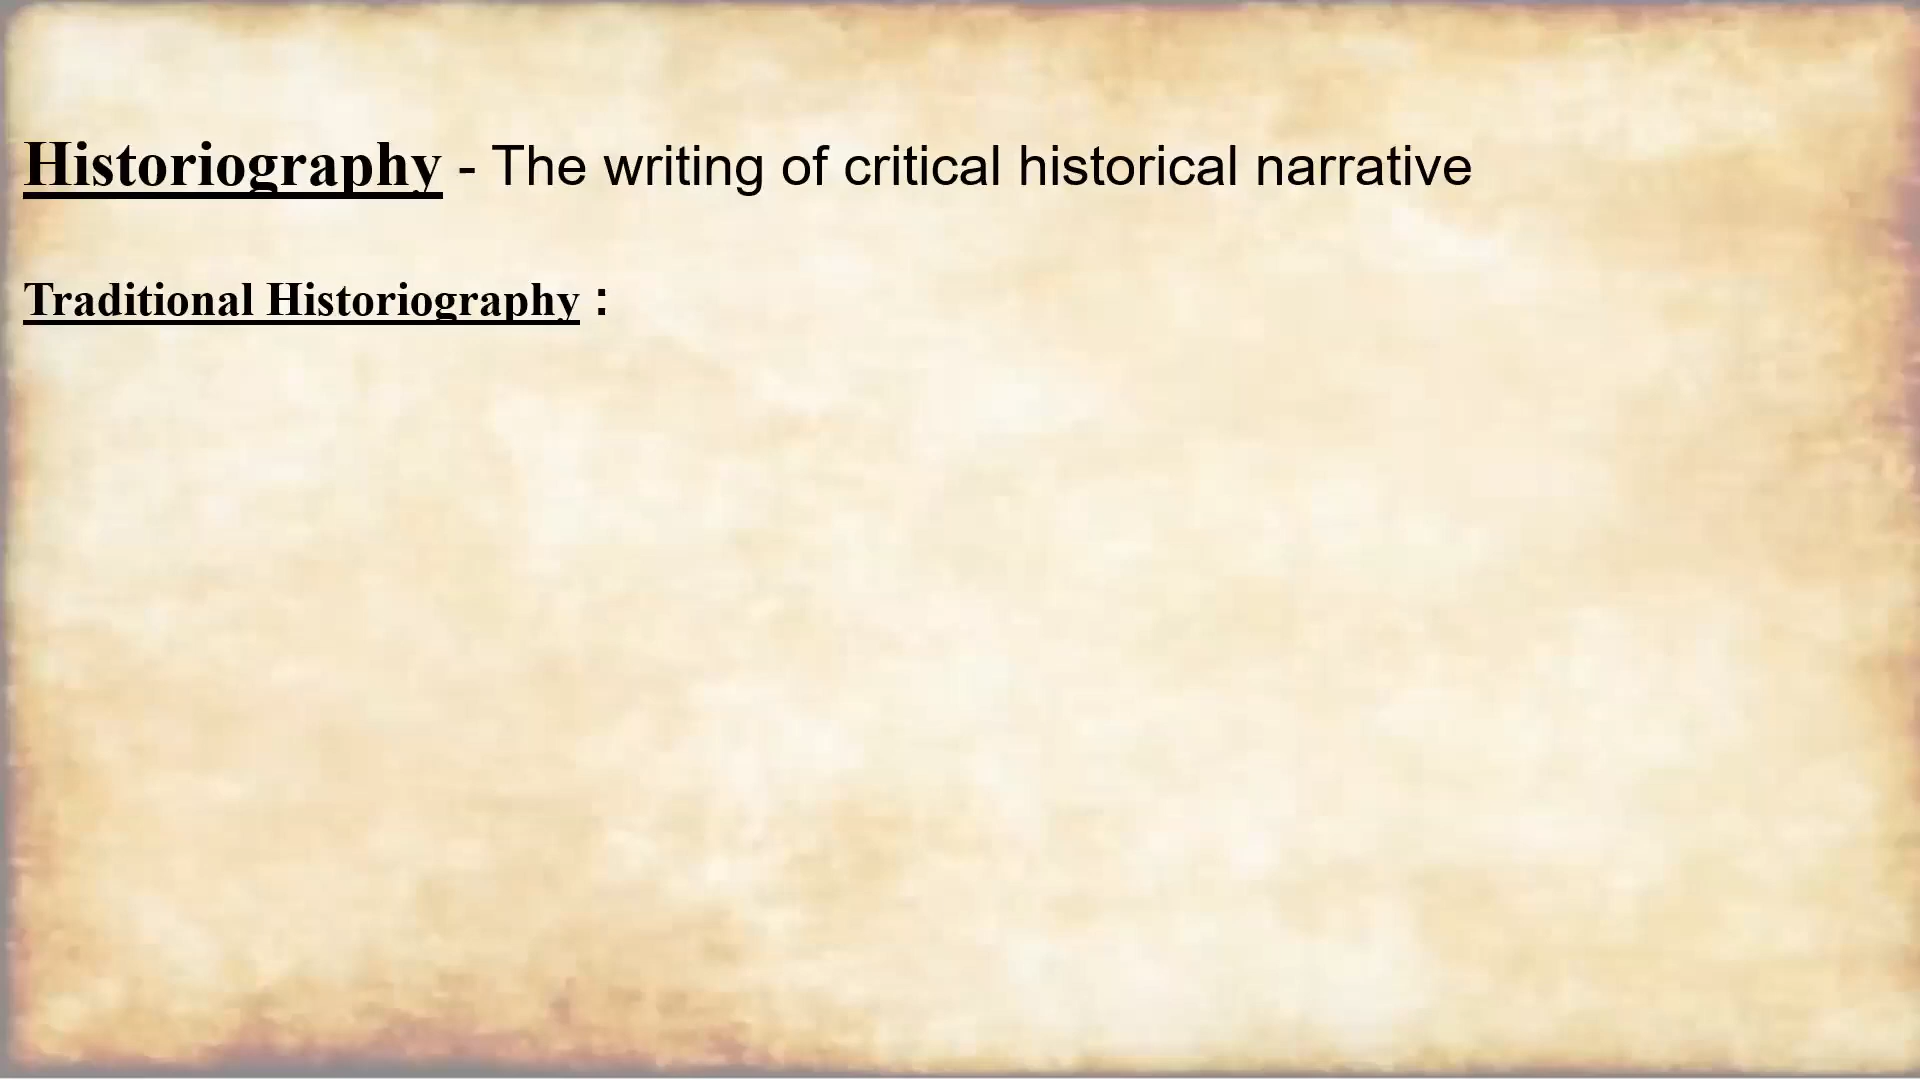 Historiography - The writing of critical historical narrative
Traditional Historiography :